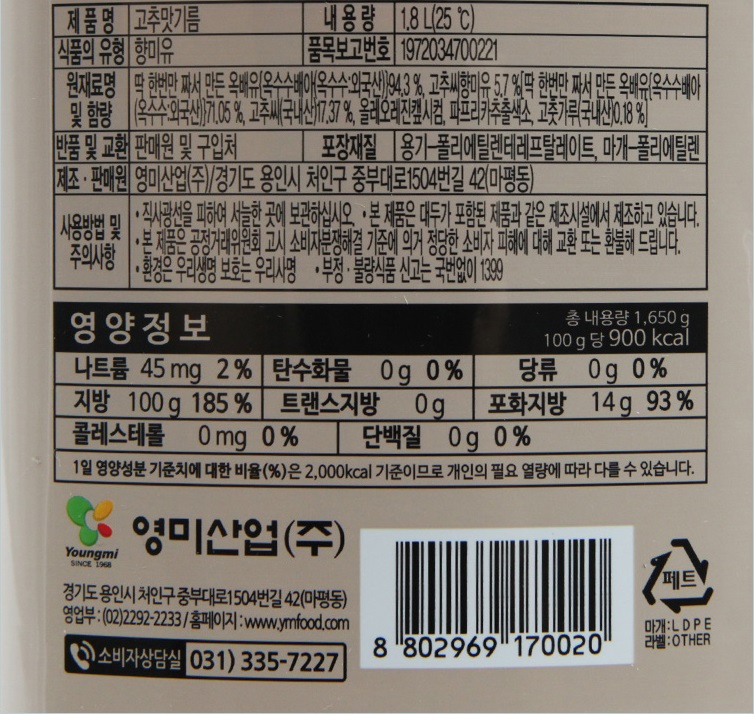 제품명 고추맛기름 내용량 1.8 L(25 ℃)
식품의 유형 향미유 품목보고번호 1972034700221
원재료명 및 함량 딱 한번만 짜서 만든 옥배유{옥수수배아(옥수수:외국산)}94.3 %, 고추씨향미유 5.7 %[딱 한번만 짜서 만든 옥배유{옥수수배아
(옥수수:외국산)}71.05 %, 고추씨(국내산)17.37 %, 올레오레진캪시컴, 파프리카추출색소, 고춧가루(국내산)0.18 %]
반품 및 교환 판매원 및 구입처 포장재질 용기-폴리에틸렌테레프탈레이트, 마개-폴리에틸렌
제조·판매원 영미산업(주)/경기도 용인시 처인구 중부대로1504번길 42(마평동)
사용방법 및 주의사항 •직사광선을 피하여 서늘한 곳에 보관하십시오. •본 제품은 대두가 포함된 제품과 같은 제조시설에서 제조하고 있습니다.
•본 제품은 공정거래위원회 고시 소비자분쟁해결 기준에 의거 정당한 소비자 피해에 대해 교환 또는 환불해 드립니다.
•환경은 우리생명 보호는 우리사명 •부정·불량식품 신고는 국번없이 1399
영양정보 총 내용량 1,650 g
100 g 당 900 kcal
나트륨 45 mg 2 % 탄수화물 0 g 0 % 당류 0 g 0 %
지방 100 g 185 % 트랜스지방 0 g 포화지방 14 g 93 %
콜레스테롤 0 mg 0 % 단백질 0 g 0 %
1일 영양성분 기준치에 대한 비율(%)은 2,000kcal 기준이므로 개인의 필요 열량에 따라 다를 수 있습니다.
Youngmi
SINCE 1968
영미산업(주)
경기도 용인시 처인구 중부대로1504번길 42(마평동)
영업부:(02)2292-2233/홈페이지:www.ymfood.com
소비자상담실 031) 335-7227
8 802969 170020
페트
마개:LDPE
라벨:OTHER